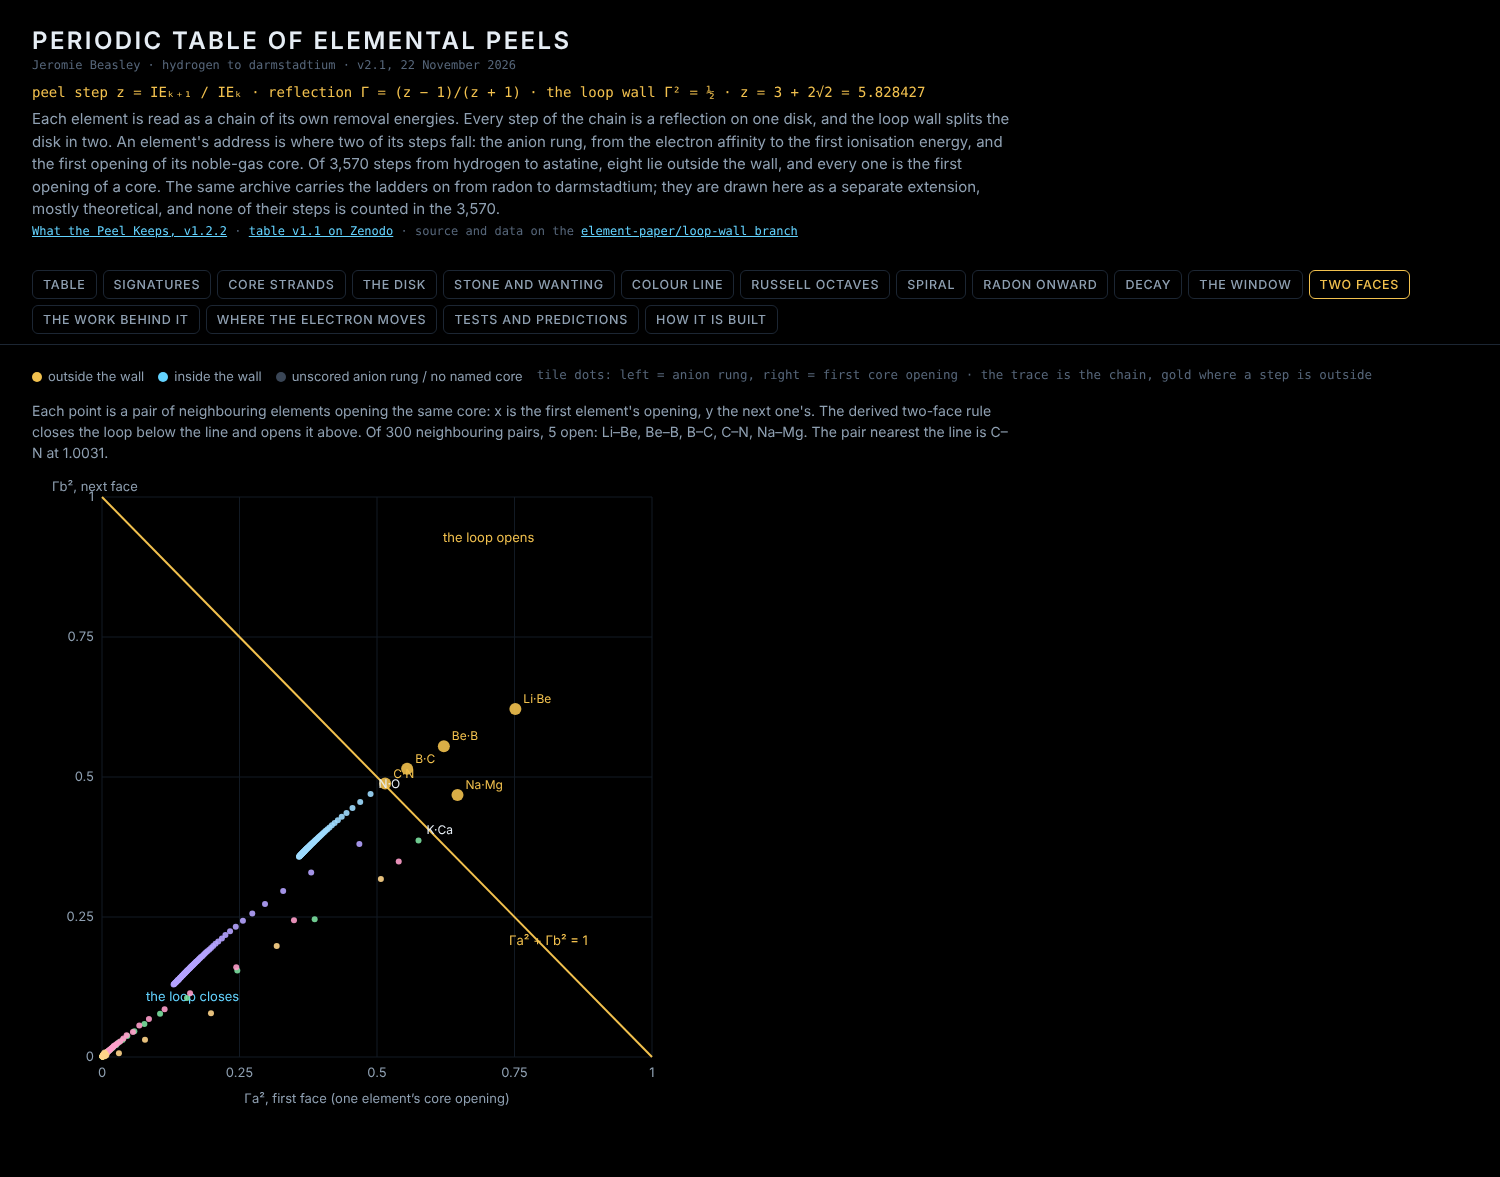 PERIODIC TABLE OF ELEMENTAL PEELS
Jeromie Beasley · hydrogen to darmstadtium · v2.1, 22 November 2026
peel step z = IEₖ₊₁ / IEₖ · reflection Γ = (z − 1)/(z + 1) · the loop wall Γ² = ½ · z = 3 + 2√2 = 5.828427
Each element is read as a chain of its own removal energies. Every step of the chain is a reflection on one disk, and the loop wall splits the
disk in two. An element's address is where two of its steps fall: the anion rung, from the electron affinity to the first ionisation energy, and
the first opening of its noble-gas core. Of 3,570 steps from hydrogen to astatine, eight lie outside the wall, and every one is the first
opening of a core. The same archive carries the ladders on from radon to darmstadtium; they are drawn here as a separate extension,
mostly theoretical, and none of their steps is counted in the 3,570.
What the Peel Keeps, v1.2.2 · table v1.1 on Zenodo · source and data on the element-paper/loop-wall branch
TABLE SIGNATURES CORE STRANDS THE DISK STONE AND WANTING COLOUR LINE RUSSELL OCTAVES SPIRAL RADON ONWARD DECAY THE WINDOW TWO FACES
THE WORK BEHIND IT WHERE THE ELECTRON MOVES TESTS AND PREDICTIONS HOW IT IS BUILT
outside the wall inside the wall unscored anion rung / no named core tile dots: left = anion rung, right = first core opening · the trace is the chain, gold where a step is outside
Each point is a pair of neighbouring elements opening the same core: x is the first element's opening, y the next one's. The derived two-face rule
closes the loop below the line and opens it above. Of 300 neighbouring pairs, 5 open: Li–Be, Be–B, B–C, C–N, Na–Mg. The pair nearest the line is C–
N at 1.0031.
Γb², next face
1
the loop opens
0.75
Li·Be
Be·B
B·C
C·N
0.5
N·O
Na·Mg
K·Ca
0.25
Γa² + Γb² = 1
the loop closes
0
0 0.25 0.5 0.75 1
Γa², first face (one element's core opening)